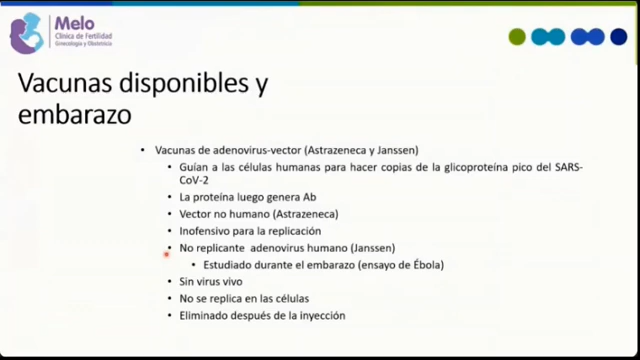 Melo
Clínica de Fertilidad
Ginecología y Obstetricia
Vacunas disponibles y
embarazo
• Vacunas de adenovirus-vector (Astrazeneca y Janssen)
• Guían a las células humanas para hacer copias de la glicoproteína pico del SARS-
CoV-2
• La proteína luego genera Ab
• Vector no humano (Astrazeneca)
• Inofensivo para la replicación
• No replicante adenovirus humano (Janssen)
• Estudiado durante el embarazo (ensayo de Ébola)
• Sin virus vivo
• No se replica en las células
• Eliminado después de la inyección